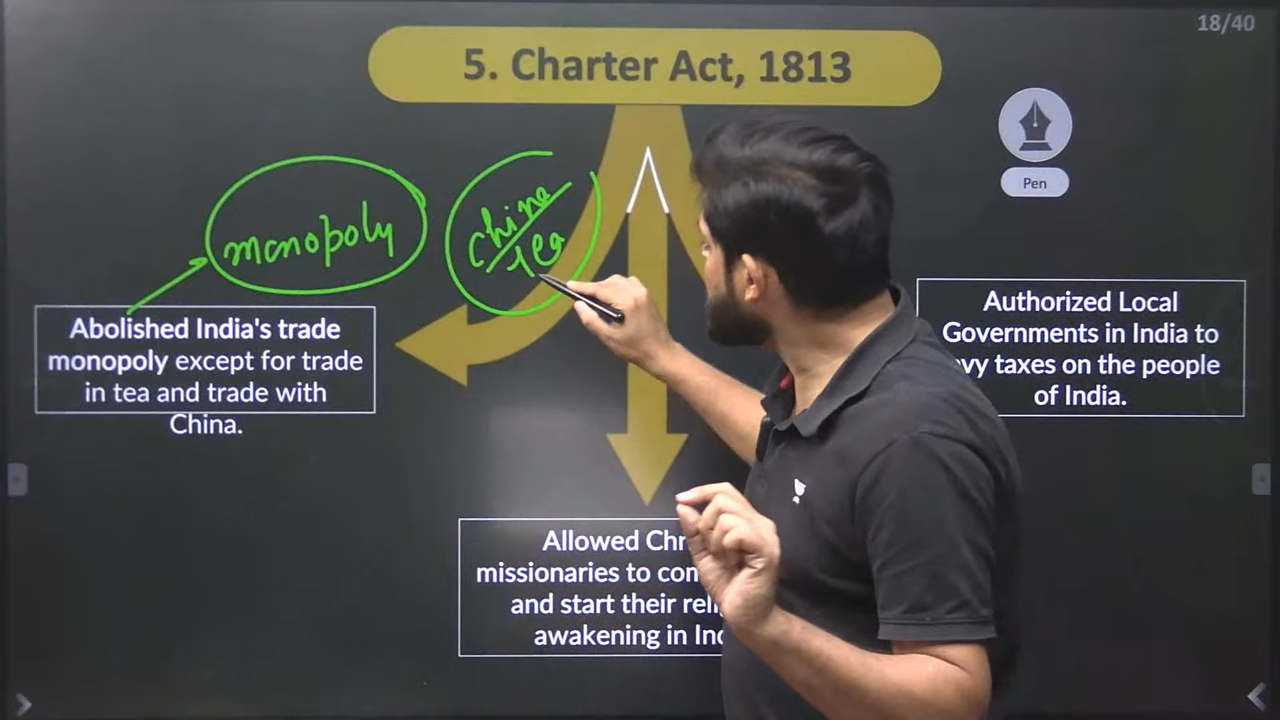 18/40
5. Charter Act, 1813
Pen
monopoly
China
Tea
Abolished India's trade
monopoly except for trade
in tea and trade with
China.
Authorized Local
Governments in India to
taxes on the people
of India.
Allowed
missionaries to
and start their
awakening in